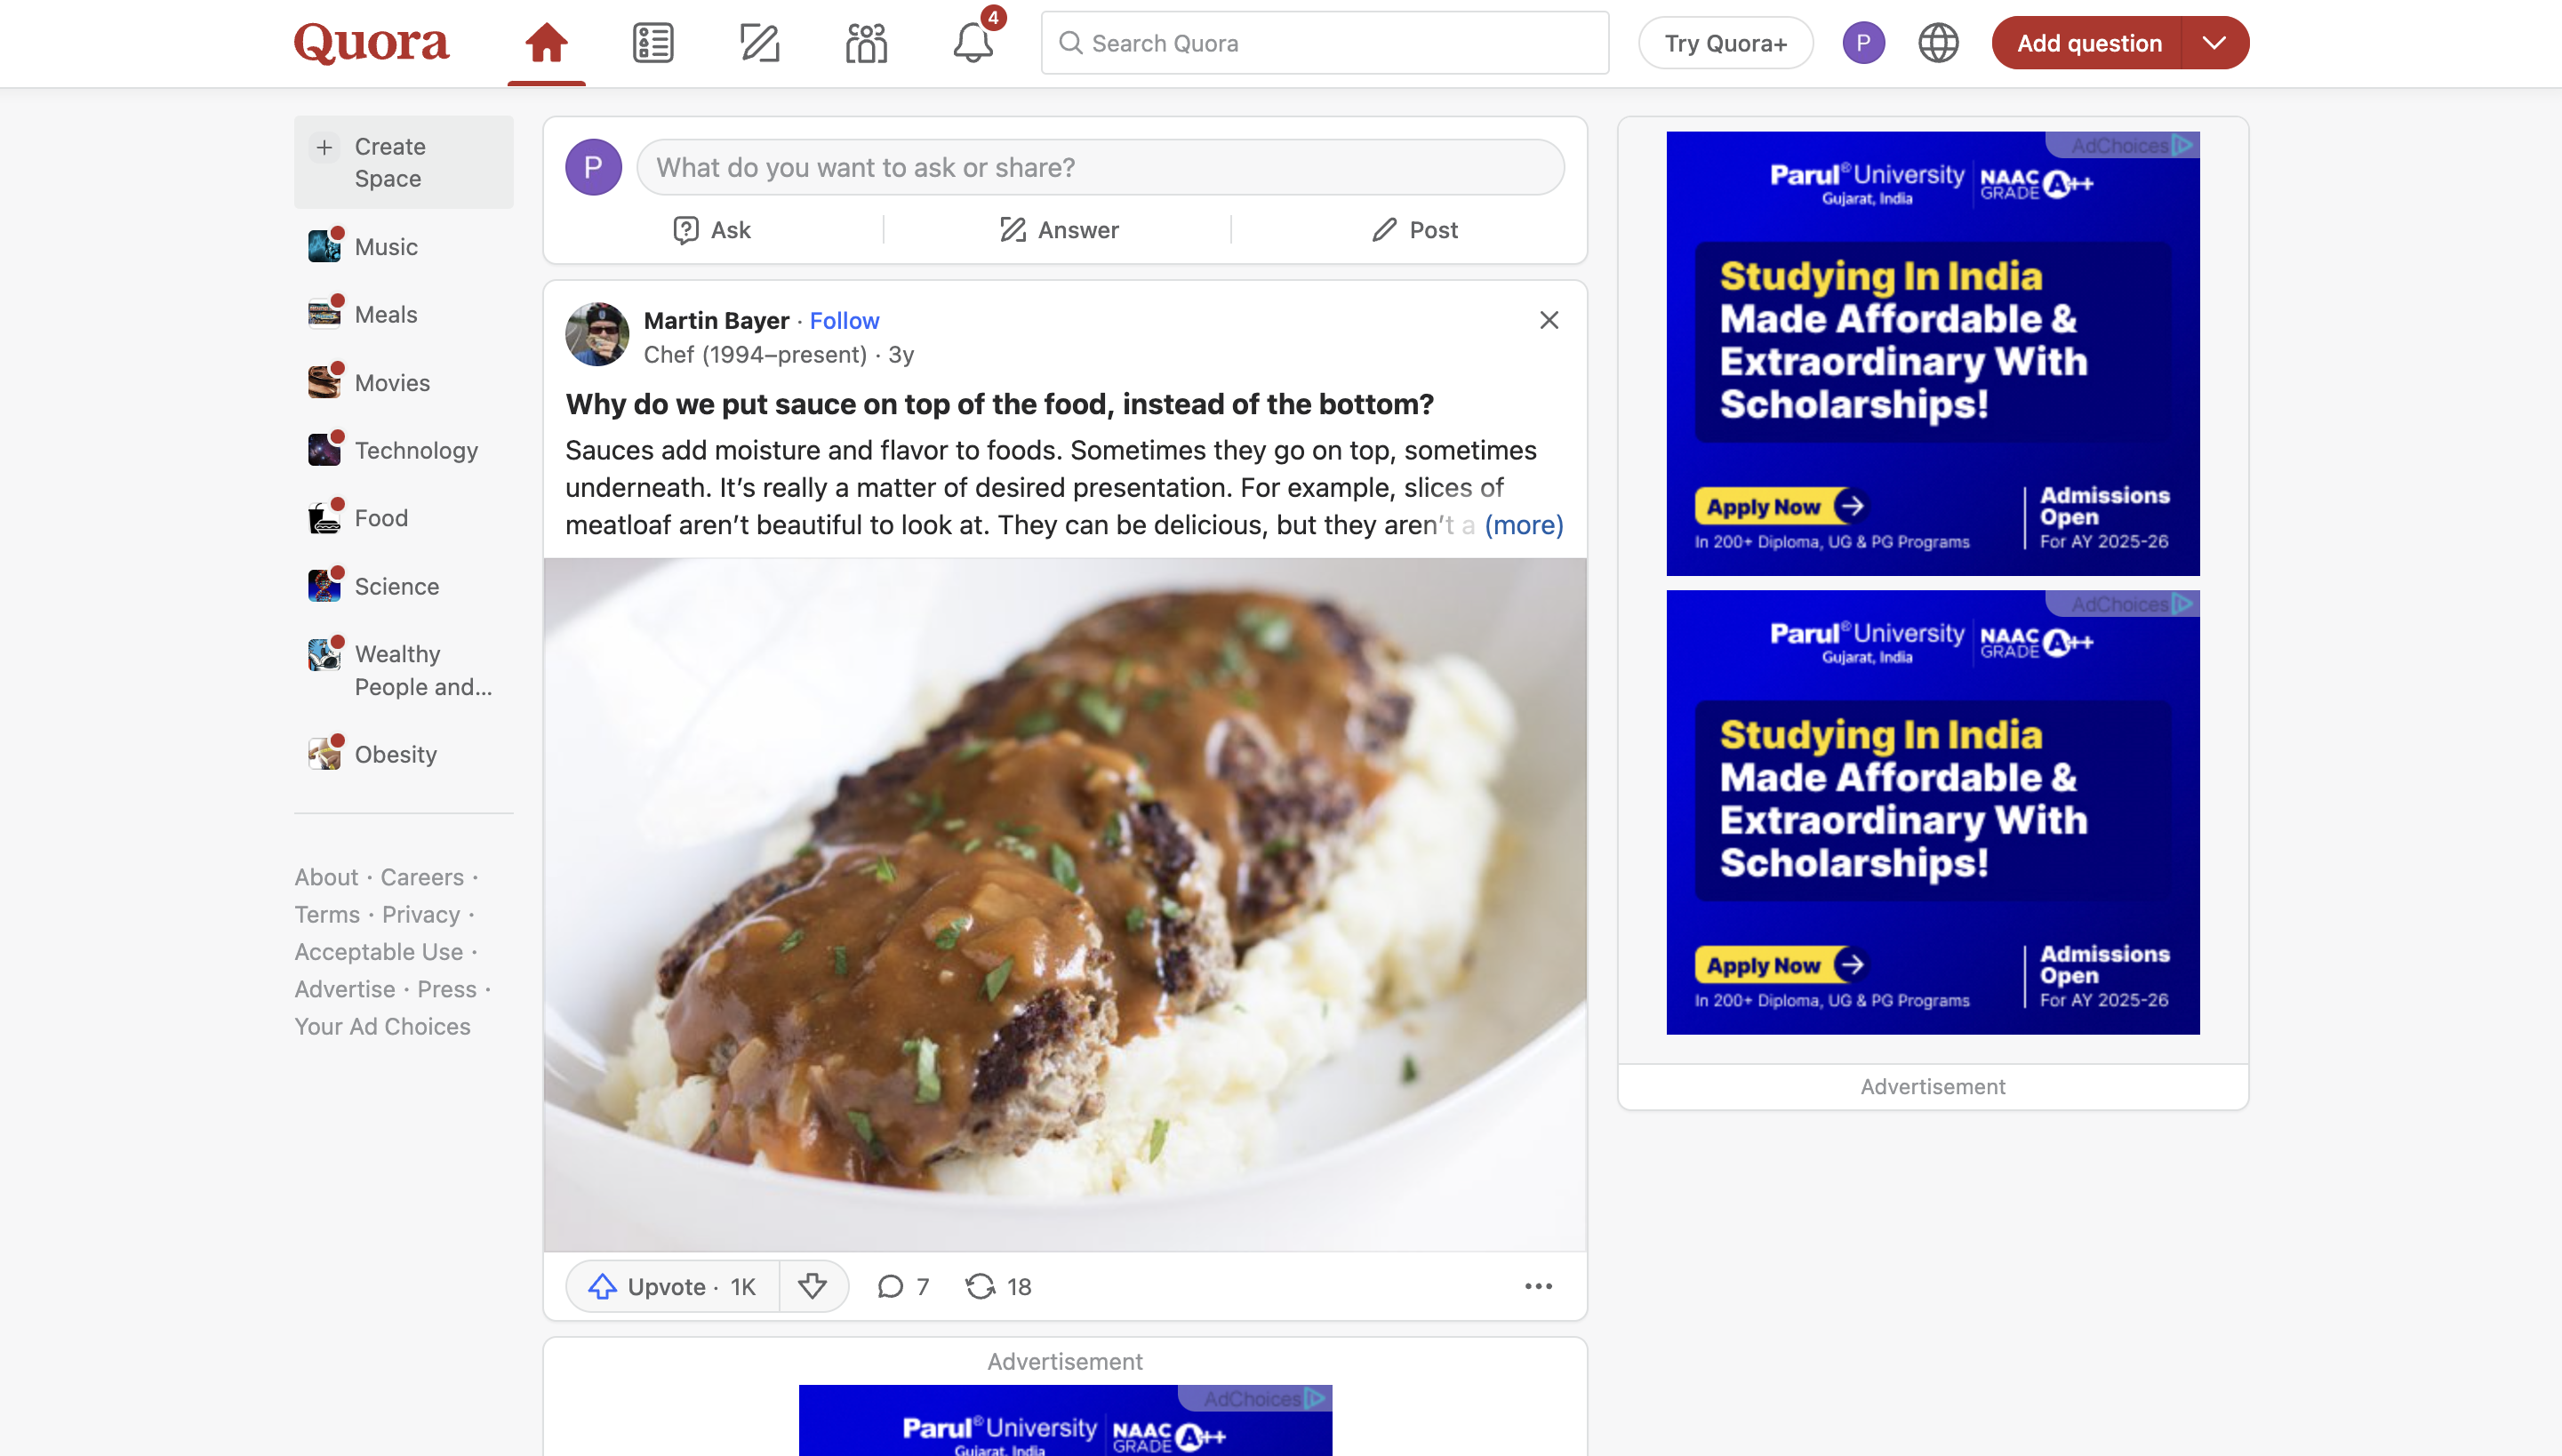 Quora
4
Search Quora
Try Quora+
P
Add question
Create
Space
Music
Meals
Movies
Technology
Food
Science
Wealthy
People and...
Obesity
About · Careers ·
Terms · Privacy ·
Acceptable Use ·
Advertise · Press ·
Your Ad Choices
P
What do you want to ask or share?
Ask
Answer
Post
Martin Bayer · Follow
Chef (1994–present) · 3y
Why do we put sauce on top of the food, instead of the bottom?
Sauces add moisture and flavor to foods. Sometimes they go on top, sometimes
underneath. It’s really a matter of desired presentation. For example, slices of
meatloaf aren’t beautiful to look at. They can be delicious, but they aren’t a (more)
Upvote · 1K
7
18
Advertisement
AdChoices
Parul® University
Gujarat, India
NAAC
GRADE A++
AdChoices
Parul® University
Gujarat, India
NAAC
GRADE A++
Studying In India
Made Affordable &
Extraordinary With
Scholarships!
Apply Now
In 200+ Diploma, UG & PG Programs
Admissions
Open
For AY 2025-26
AdChoices
Parul® University
Gujarat, India
NAAC
GRADE A++
Studying In India
Made Affordable &
Extraordinary With
Scholarships!
Apply Now
In 200+ Diploma, UG & PG Programs
Admissions
Open
For AY 2025-26
Advertisement